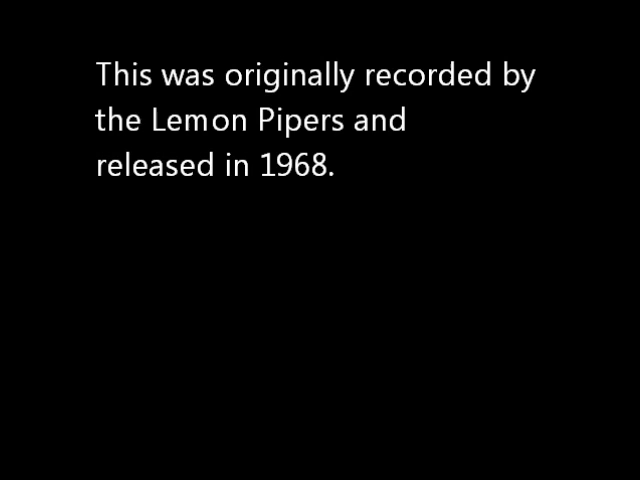 This was originally recorded by
the Lemon Pipers and
released in 1968.